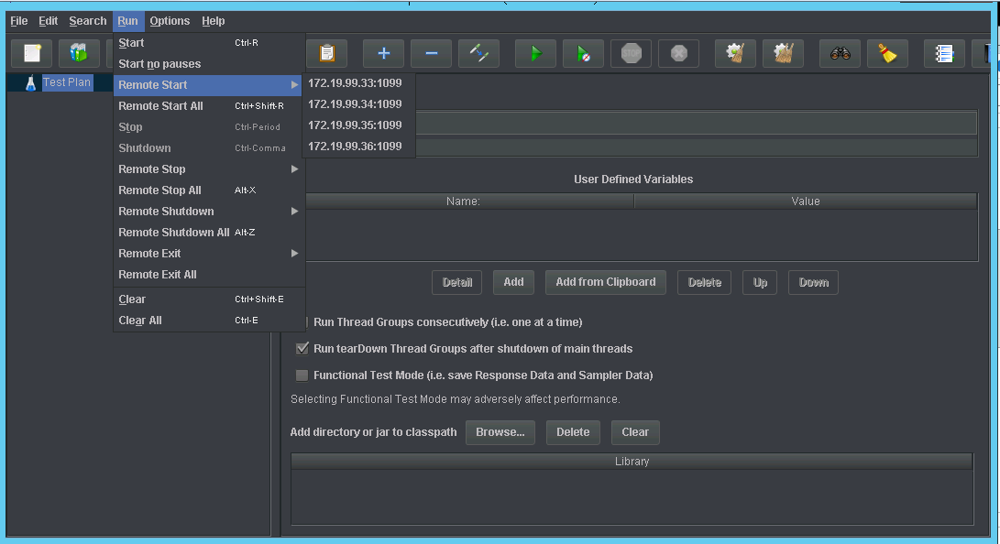 File Edit Search Run Options Help
Start Ctrl-R
Start no pauses
Remote Start
Remote Start All Ctrl+Shift-R
Stop Ctrl-Period
Shutdown Ctrl-Comma
Remote Stop
Remote Stop All Alt-X
Remote Shutdown
Remote Shutdown All Alt-Z
Remote Exit
Remote Exit All
Clear Ctrl+Shift-E
Clear All Ctrl-E
172.19.99.33:1099
172.19.99.34:1099
172.19.99.35:1099
172.19.99.36:1099
STOP
Test Plan
User Defined Variables
Name: Value
Detail Add Add from Clipboard Delete Up Down
Run Thread Groups consecutively (i.e. one at a time)
Run tearDown Thread Groups after shutdown of main threads
Functional Test Mode (i.e. save Response Data and Sampler Data)
Selecting Functional Test Mode may adversely affect performance.
Add directory or jar to classpath Browse... Delete Clear
Library